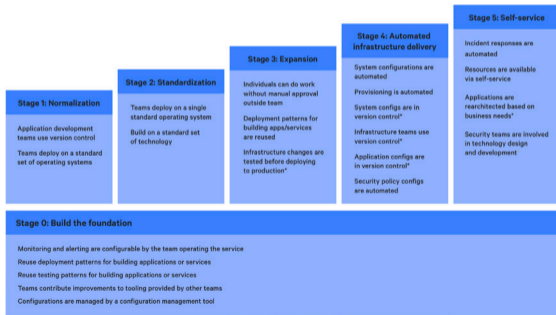 Stage 1: Normalization
Application development
teams use version control
Teams deploy on a standard
set of operating systems
Stage 2: Standardization
Teams deploy on a single
standard operating system
Build on a standard set
of technology
Stage 3: Expansion
Individuals can do work
without manual approval
outside team
Deployment patterns for
building apps/services
are reused
Infrastructure changes are
tested before deploying
to production*
Stage 4: Automated
infrastructure delivery
System configurations are
automated
Provisioning is automated
System configs are in
version control*
Infrastructure teams use
version control*
Application configs are
in version control*
Security policy configs
are automated
Stage 5: Self-service
Incident responses are
automated
Resources are available
via self-service
Applications are
rearchitected based on
business needs*
Security teams are involved
in technology design
and development
Stage 0: Build the foundation
Monitoring and alerting are configurable by the team operating the service
Reuse deployment patterns for building applications or services
Reuse testing patterns for building applications or services
Teams contribute improvements to tooling provided by other teams
Configurations are managed by a configuration management tool